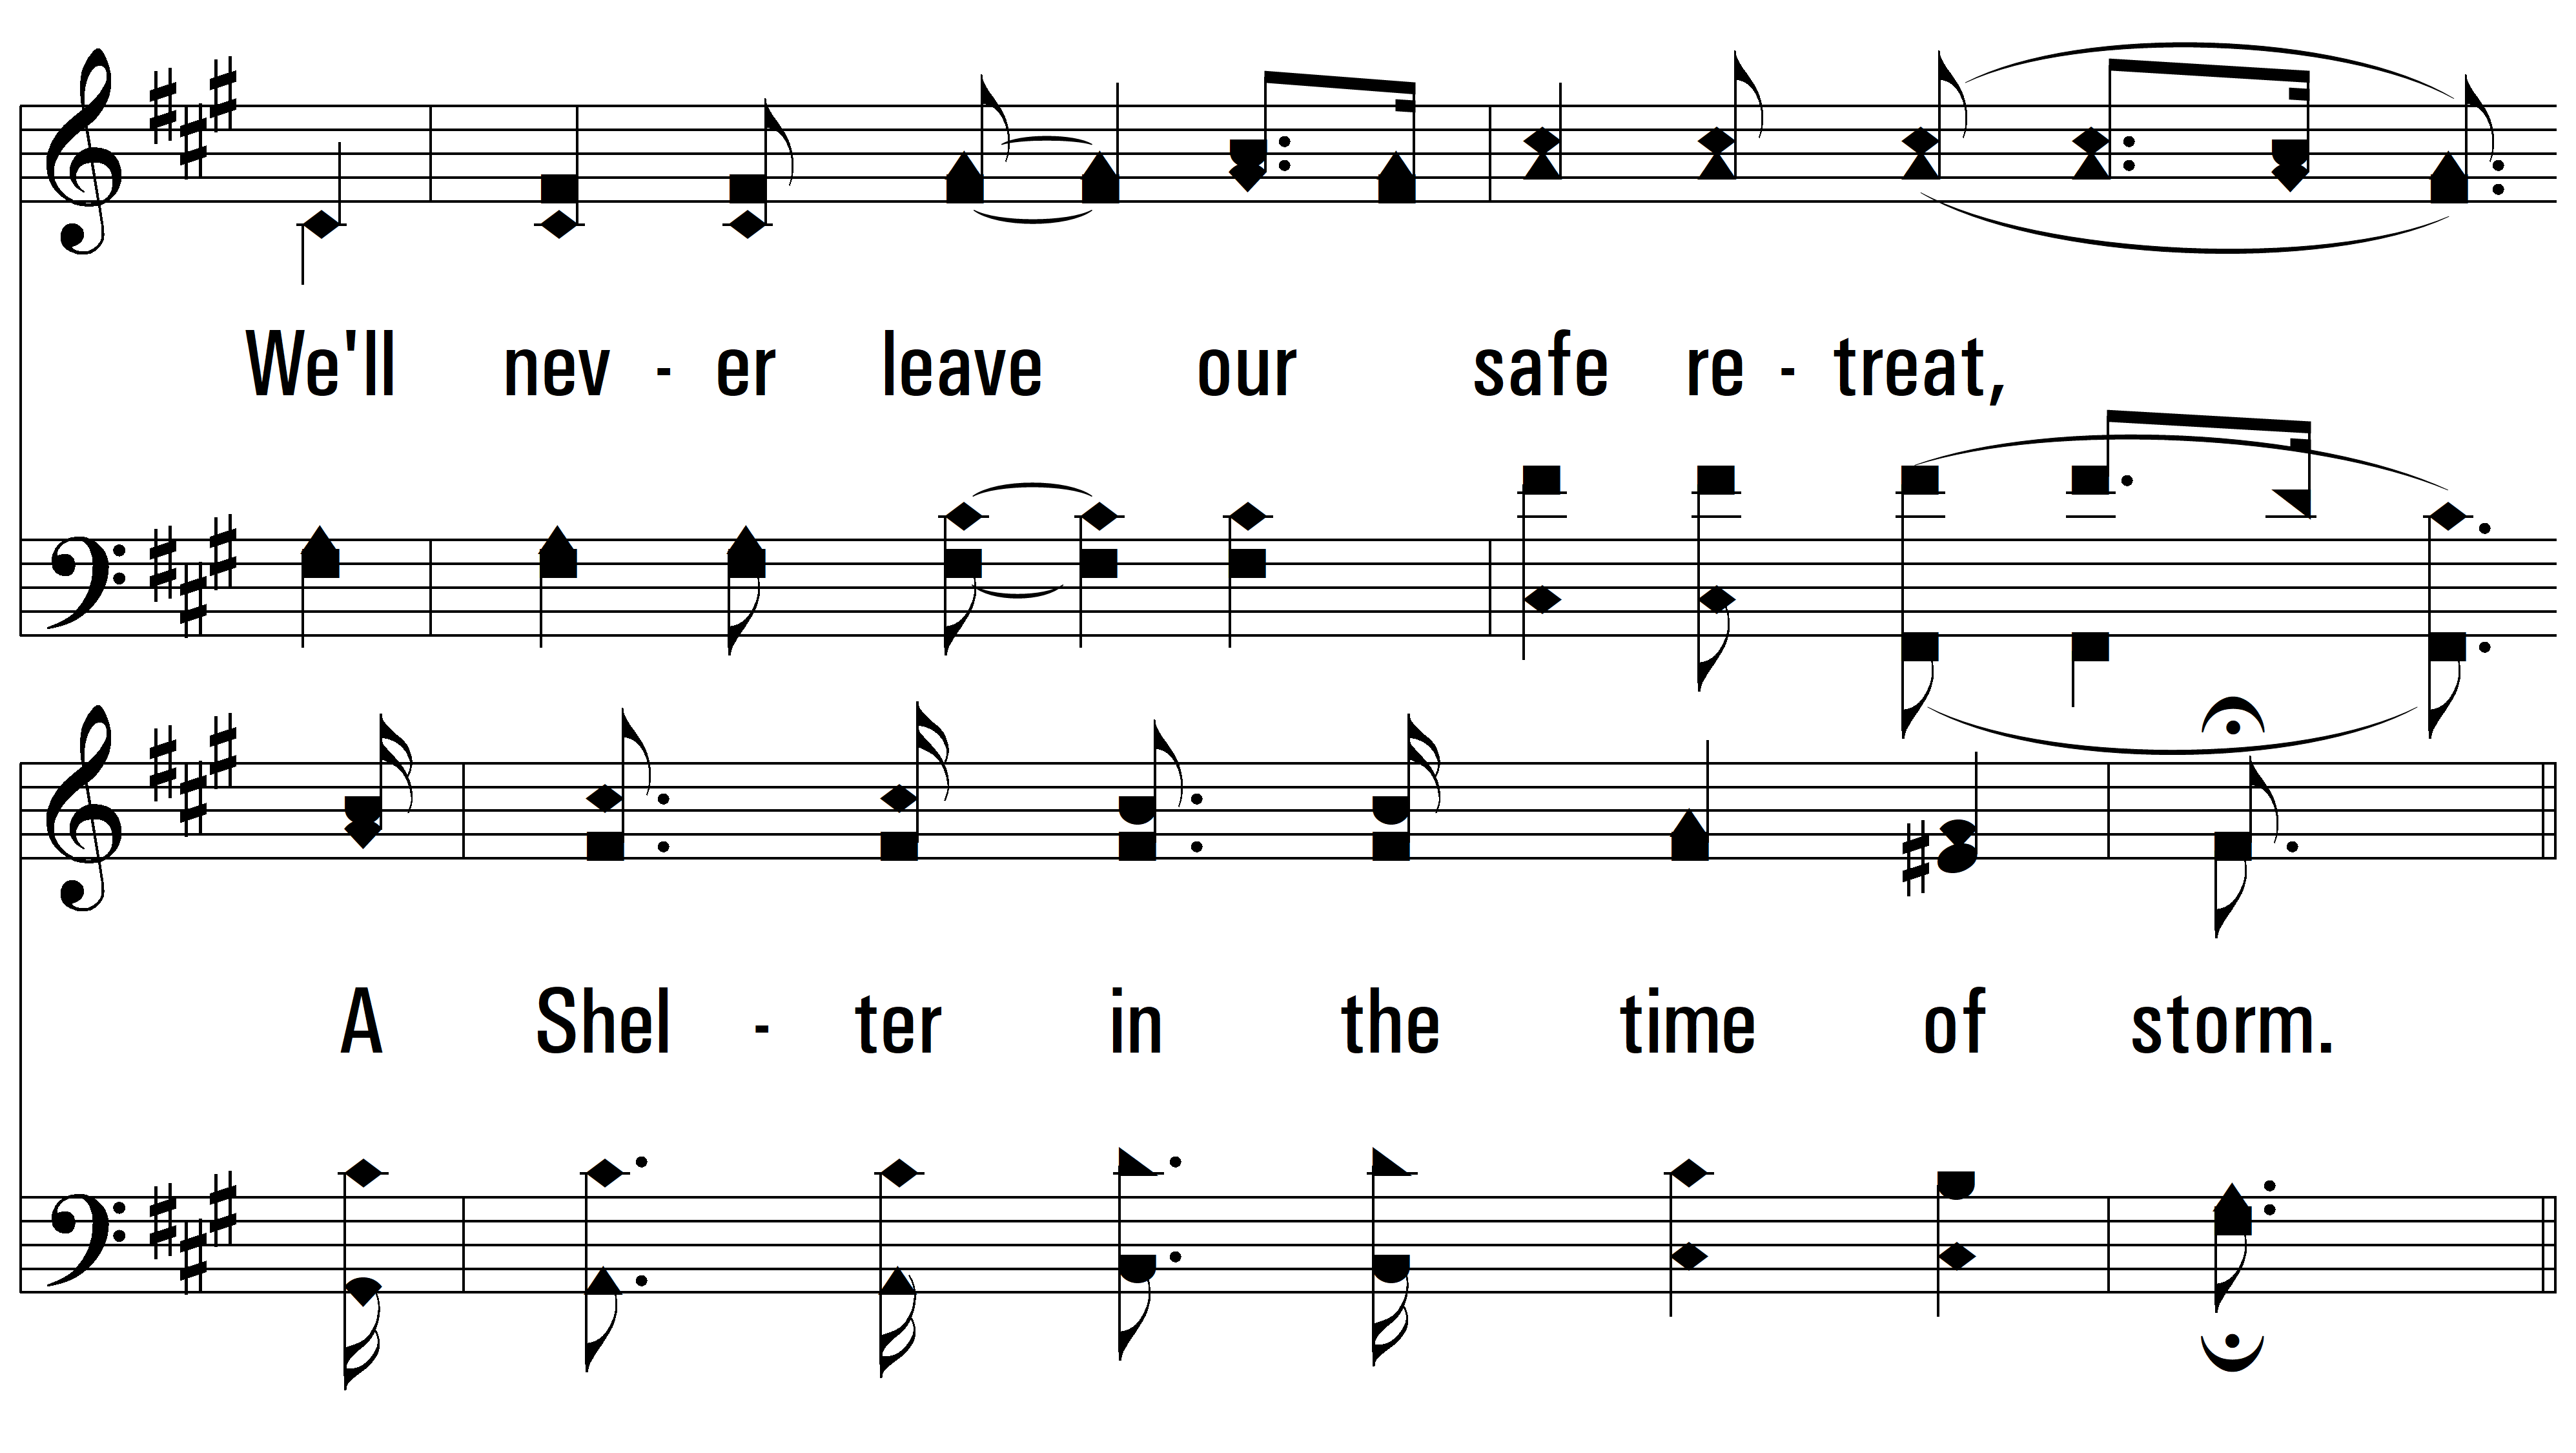 We'll nev - er leave our safe re - treat,
A Shel - ter in the time of storm.